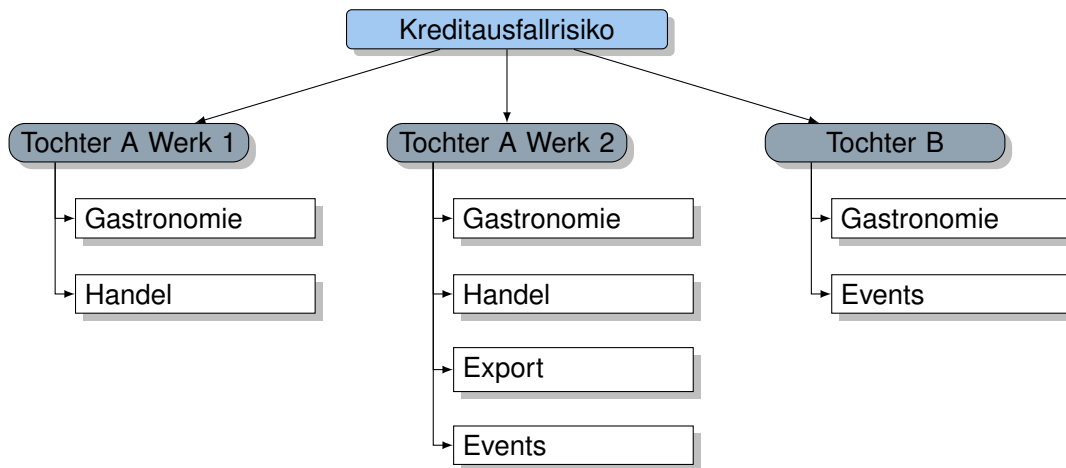 Kreditausfallrisiko
Tochter A Werk 1
Gastronomie
Handel
Tochter A Werk 2
Gastronomie
Handel
Export
Events
Tochter B
Gastronomie
Events